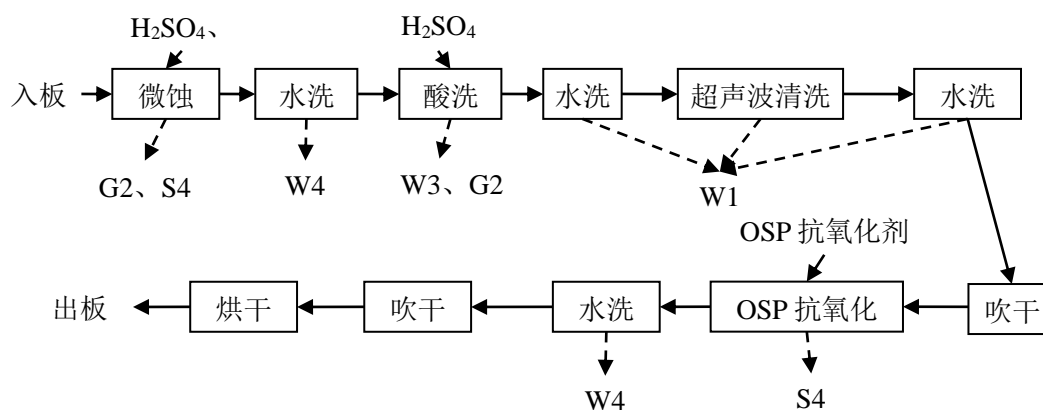 H₂SO₄、
H₂SO₄
入板
微蚀
水洗
酸洗
水洗
超声波清洗
水洗
G2、S4
W4
W3、G2
W1
OSP 抗氧化剂
出板
烘干
吹干
水洗
OSP 抗氧化
吹干
W4
S4